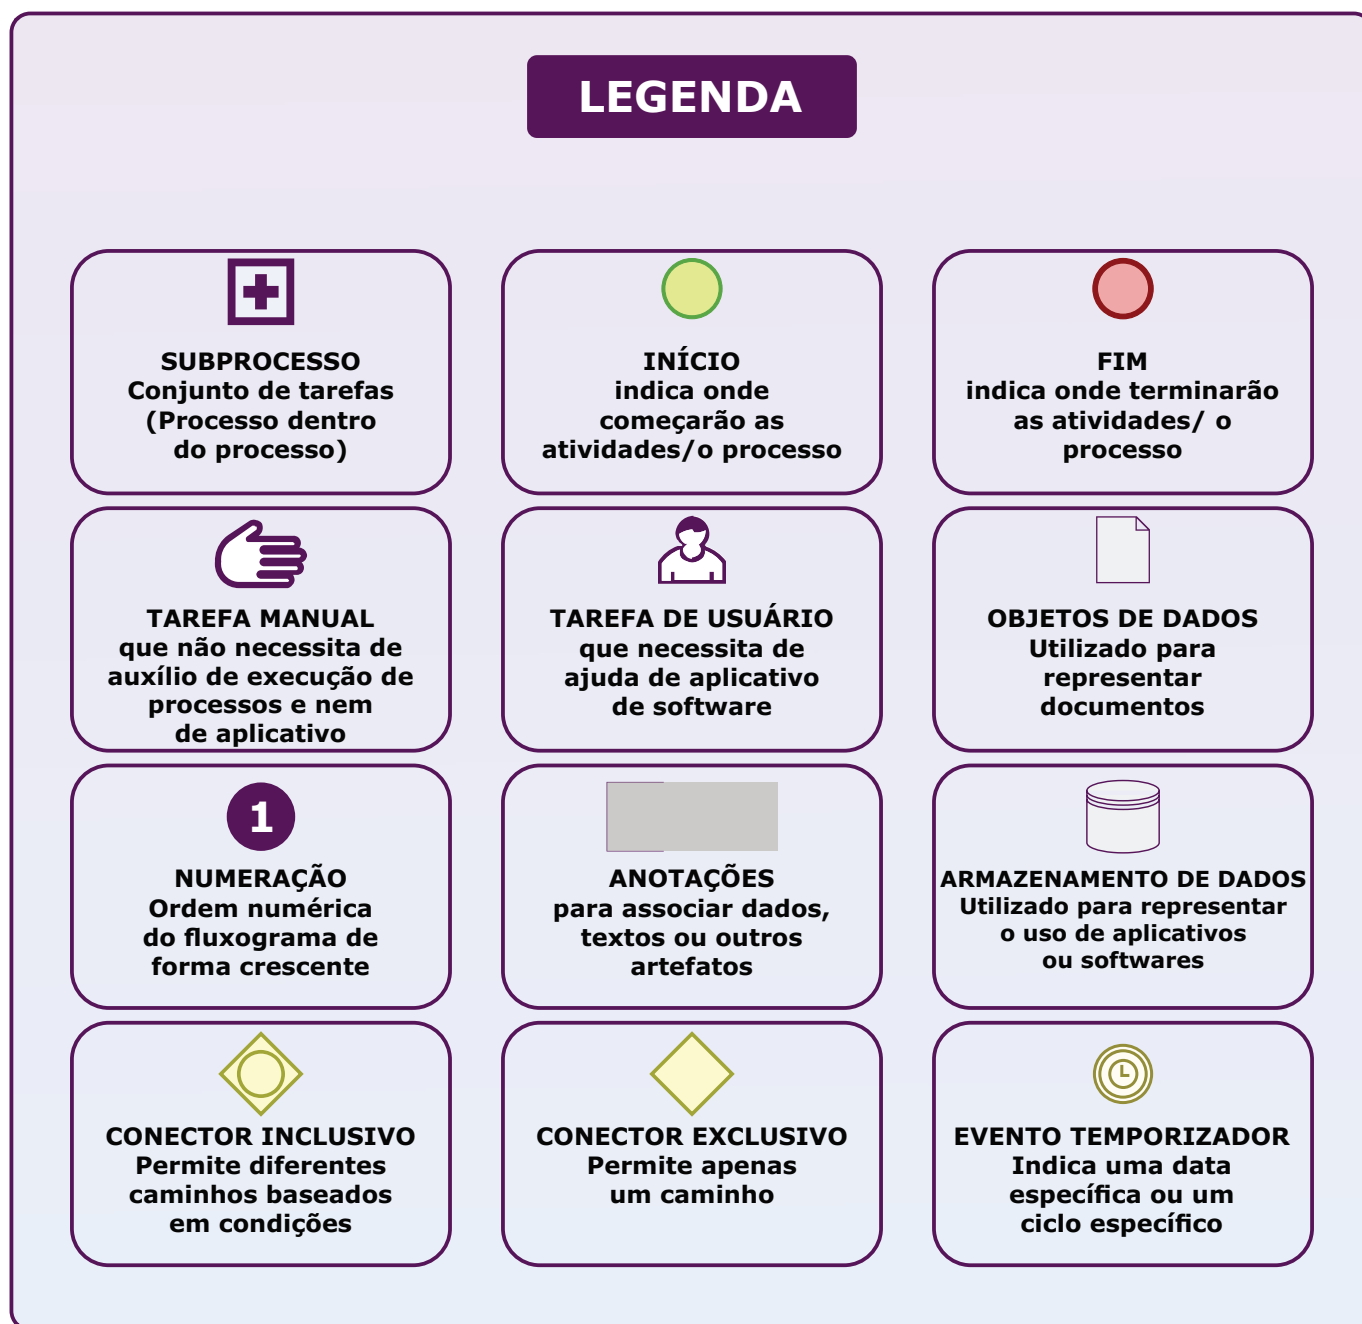 LEGENDA
SUBPROCESSO
Conjunto de tarefas
(Processo dentro
do processo)
INÍCIO
indica onde
começarão as
atividades/o processo
FIM
indica onde terminarão
as atividades/ o
processo
TAREFA MANUAL
que não necessita de
auxílio de execução de
processos e nem
de aplicativo
TAREFA DE USUÁRIO
que necessita de
ajuda de aplicativo
de software
OBJETOS DE DADOS
Utilizado para
representar
documentos
1
NUMERAÇÃO
Ordem numérica
do fluxograma de
forma crescente
ANOTAÇÕES
para associar dados,
textos ou outros
artefatos
ARMAZENAMENTO DE DADOS
Utilizado para representar
o uso de aplicativos
ou softwares
CONECTOR INCLUSIVO
Permite diferentes
caminhos baseados
em condições
CONECTOR EXCLUSIVO
Permite apenas
um caminho
EVENTO TEMPORIZADOR
Indica uma data
específica ou um
ciclo específico